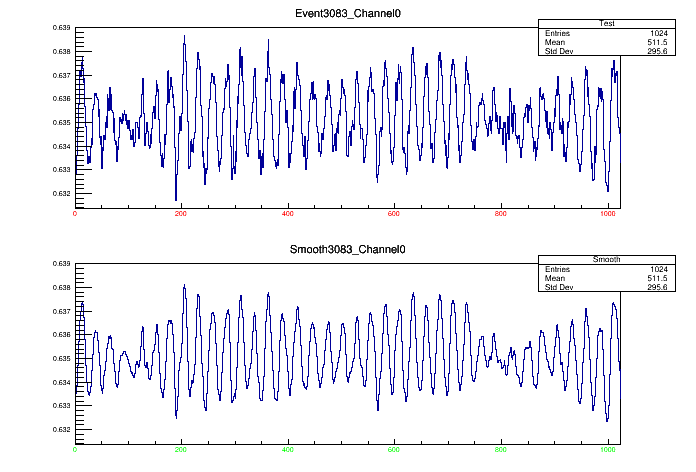 Event3083_Channel0
Test
Entries 1024
Mean 511.5
Std Dev 295.6
0.639
0.638
0.637
0.636
0.635
0.634
0.633
0.632
0 200 400 600 800 1000
Smooth3083_Channel0
Smooth
Entries 1024
Mean 511.5
Std Dev 295.6
0.639
0.638
0.637
0.636
0.635
0.634
0.633
0.632
0 200 400 600 800 1000